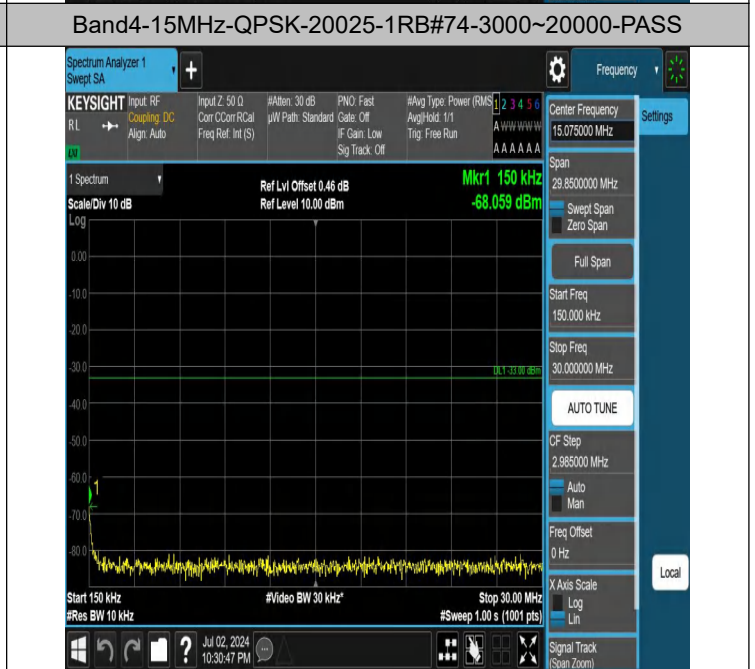 Band4-15MHz-QPSK-20025-1RB#74-3000~20000-PASS
Spectrum Analyzer 1
Swept SA
Frequency
KEYSIGHT
RL
LXI
Input: RF
Coupling: DC
Align: Auto
Input Z: 50 Ω
Corr CCorr RCal
Freq Ref: Int (S)
#Atten: 30 dB
µW Path: Standard
PNO: Fast
Gate: Off
IF Gain: Low
Sig Track: Off
#Avg Type: Power (RMS
Avg|Hold: 1/1
Trig: Free Run
1 2 3 4 5 6
A W W W W W
A A A A A A
Center Frequency
15.075000 MHz
Settings
Span
29.8500000 MHz
Swept Span
Zero Span
Full Span
Start Freq
150.000 kHz
Stop Freq
30.000000 MHz
AUTO TUNE
CF Step
2.985000 MHz
Auto
Man
Freq Offset
0 Hz
X Axis Scale
Log
Lin
Local
Signal Track
(Span Zoom)
1 Spectrum
Scale/Div 10 dB
Log
Ref Lvl Offset 0.46 dB
Ref Level 10.00 dBm
Mkr1 150 kHz
-68.059 dBm
0.00
-10.0
-20.0
-30.0
DL1 -33.00 dBm
-40.0
-50.0
-60.0
1
-70.0
-80.0
Start 150 kHz
#Res BW 10 kHz
#Video BW 30 kHz*
Stop 30.00 MHz
#Sweep 1.00 s (1001 pts)
?
Jul 02, 2024
10:30:47 PM